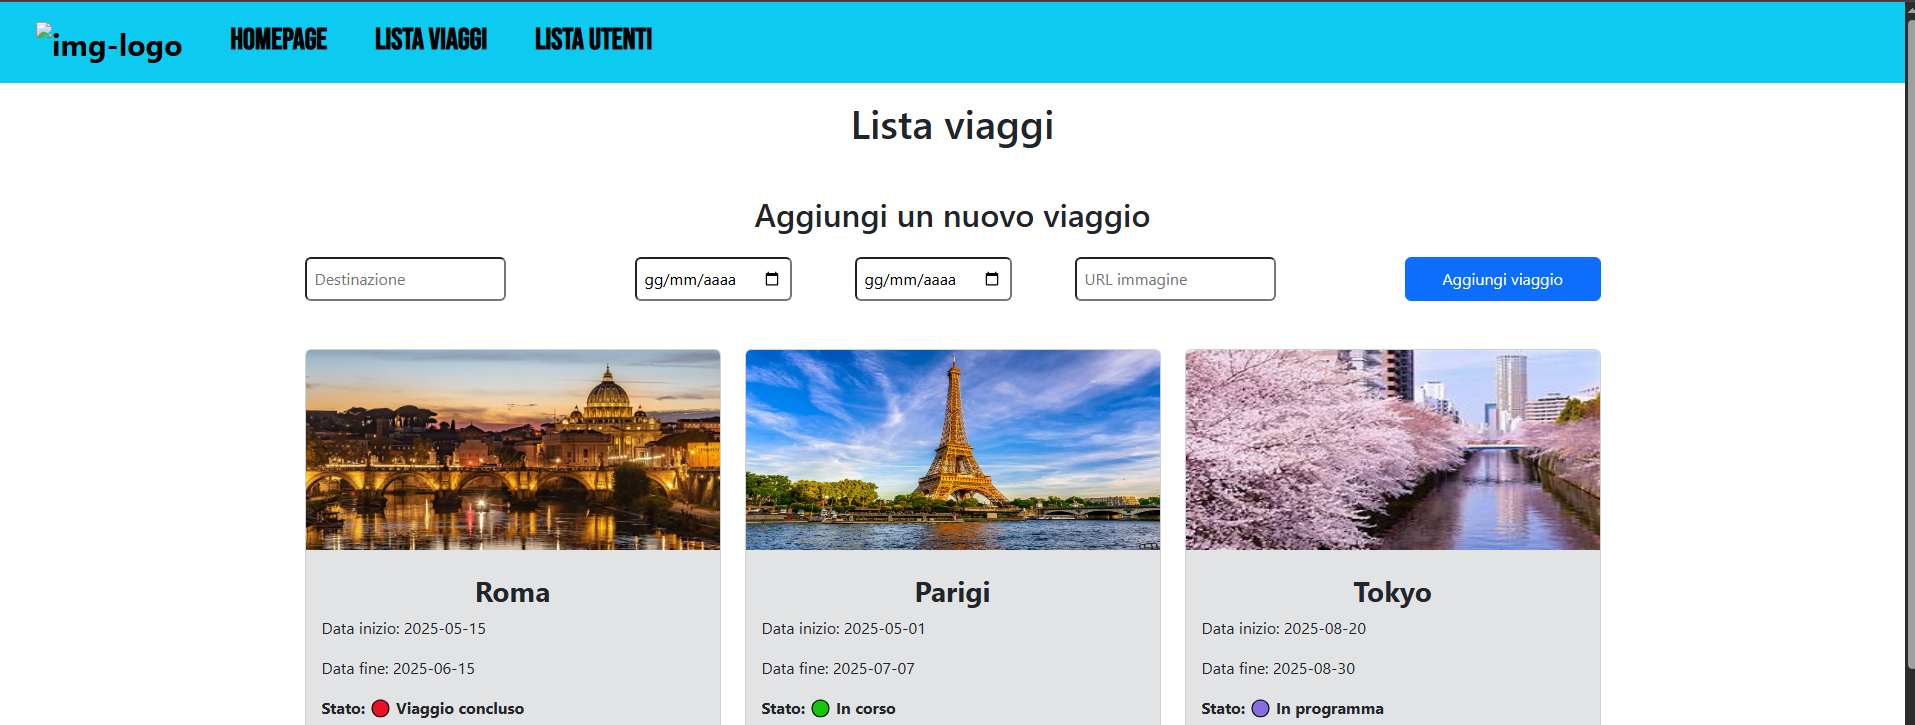 img-logo HOMEPAGE LISTA VIAGGI LISTA UTENTI
Lista viaggi
Aggiungi un nuovo viaggio
Destinazione gg/mm/aaaa gg/mm/aaaa URL immagine Aggiungi viaggio
Roma
Data inizio: 2025-05-15
Data fine: 2025-06-15
Stato: 🔴 Viaggio concluso
Parigi
Data inizio: 2025-05-01
Data fine: 2025-07-07
Stato: 🟢 In corso
Tokyo
Data inizio: 2025-08-20
Data fine: 2025-08-30
Stato: 🟣 In programma